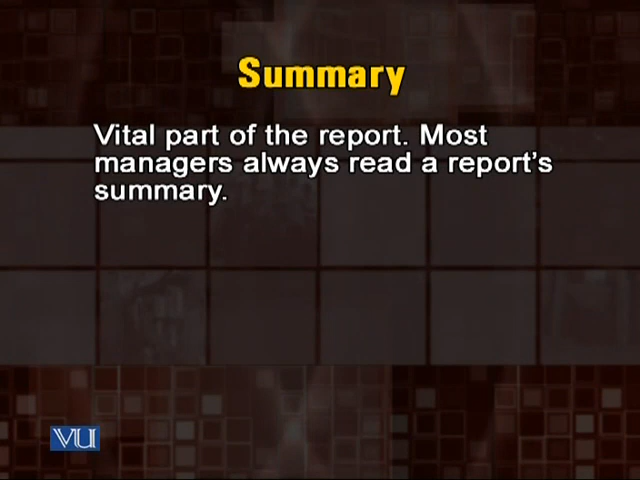 Summary
Vital part of the report. Most
managers always read a report's
summary.
VU